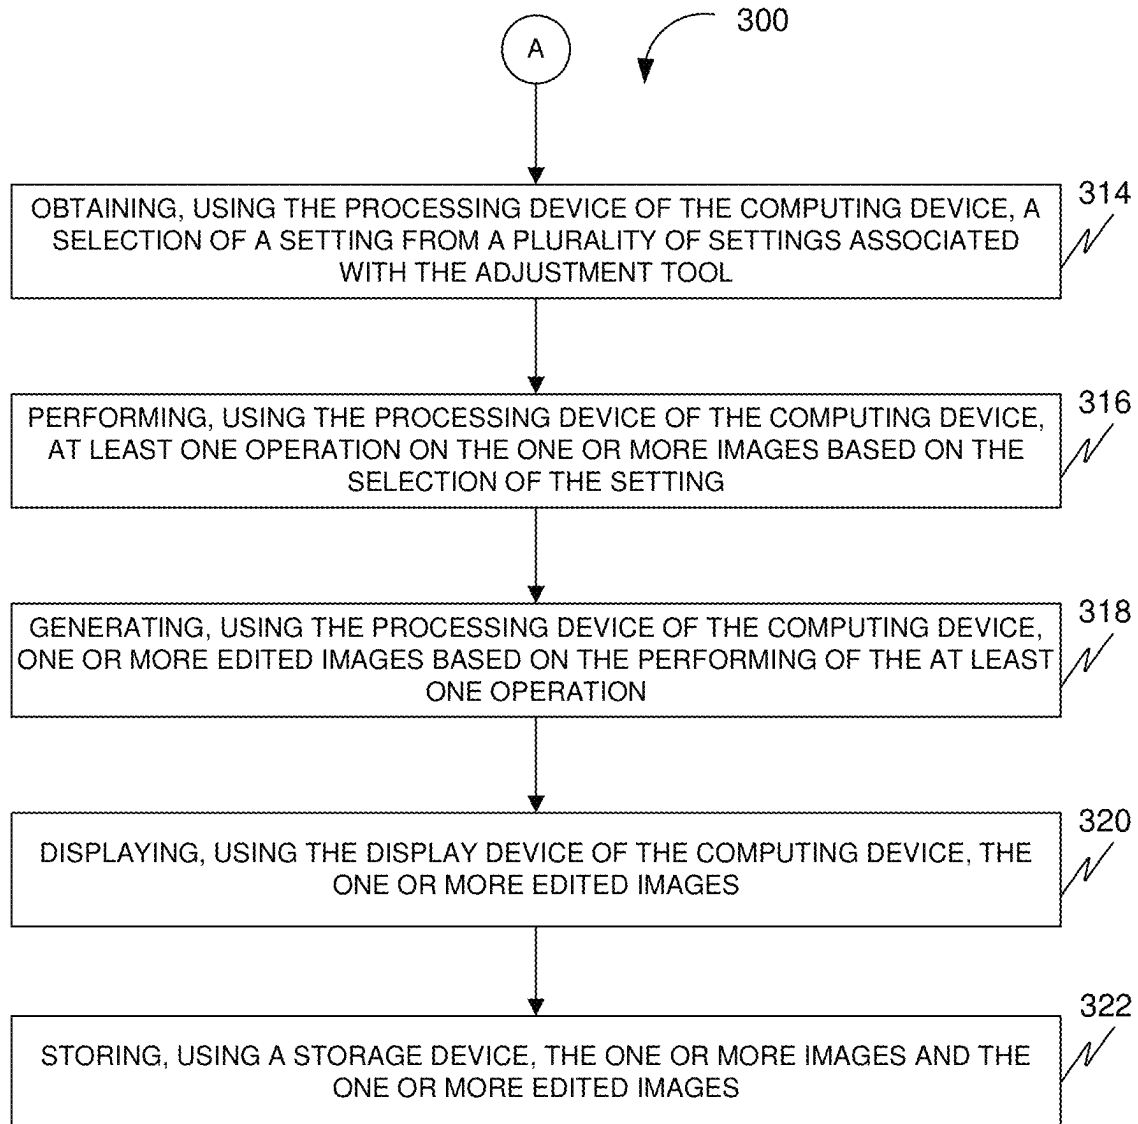 A
300
OBTAINING, USING THE PROCESSING DEVICE OF THE COMPUTING DEVICE, A
SELECTION OF A SETTING FROM A PLURALITY OF SETTINGS ASSOCIATED
WITH THE ADJUSTMENT TOOL
314
PERFORMING, USING THE PROCESSING DEVICE OF THE COMPUTING DEVICE,
AT LEAST ONE OPERATION ON THE ONE OR MORE IMAGES BASED ON THE
SELECTION OF THE SETTING
316
GENERATING, USING THE PROCESSING DEVICE OF THE COMPUTING DEVICE,
ONE OR MORE EDITED IMAGES BASED ON THE PERFORMING OF THE AT LEAST
ONE OPERATION
318
DISPLAYING, USING THE DISPLAY DEVICE OF THE COMPUTING DEVICE, THE
ONE OR MORE EDITED IMAGES
320
STORING, USING A STORAGE DEVICE, THE ONE OR MORE IMAGES AND THE
ONE OR MORE EDITED IMAGES
322